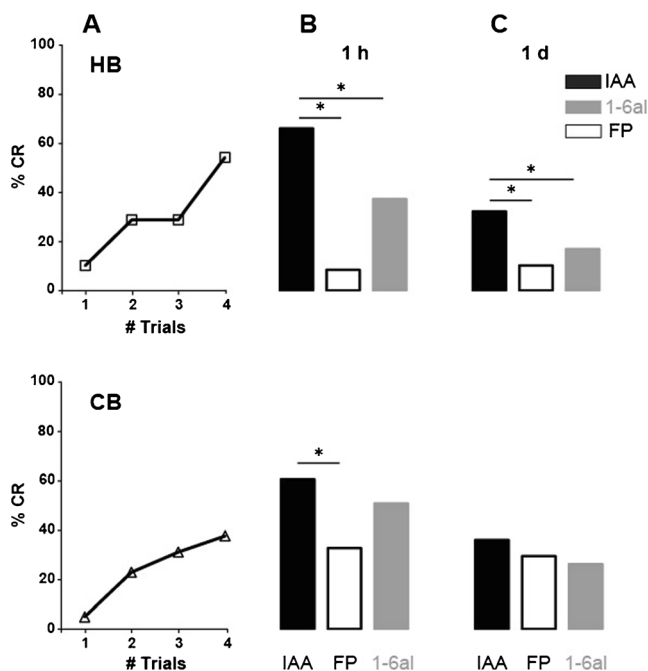 A
B
C
HB
1 h
1 d
IAA
1-6al
FP
% CR
100
80
60
40
20
0
1 2 3 4
# Trials
*
*
*
*
CB
% CR
100
80
60
40
20
0
1 2 3 4
# Trials
*
IAA FP 1-6al
IAA FP 1-6al